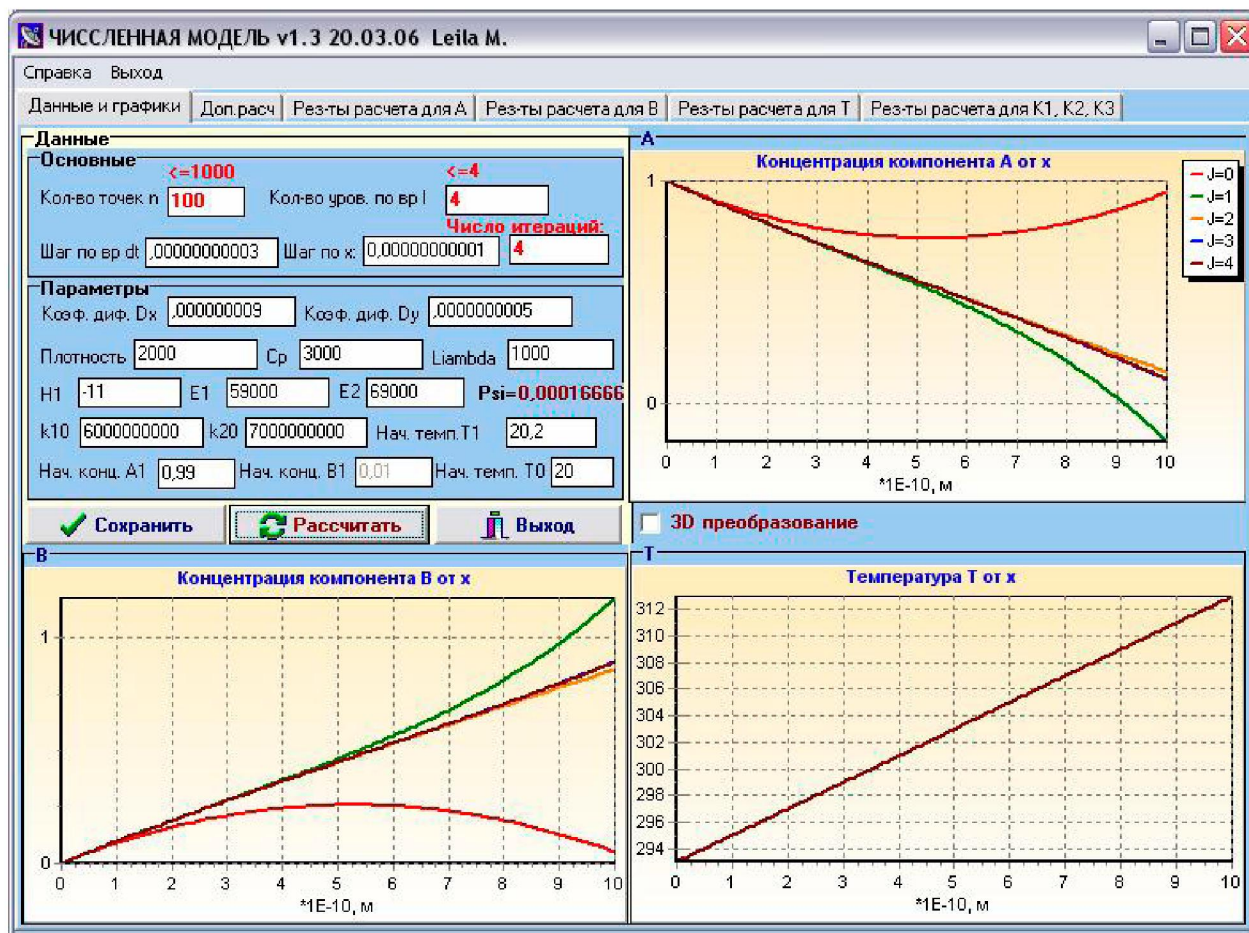 ЧИССЛЕННАЯ МОДЕЛЬ v1.3 20.03.06 Leila M.
Справка Выход
Данные и графики Доп.расч Рез-ты расчета для А Рез-ты расчета для В Рез-ты расчета для Т Рез-ты расчета для К1, К2, К3
Данные
Основные
<=1000 <=4
Кол-во точек n 100 Кол-во уров. по вр l 4
Число итераций:
Шаг по вр dt ,00000000003 Шаг по x: 0,00000000001 4
Параметры
Коэф. диф. Dx ,000000009 Коэф. диф. Dy ,0000000005
Плотность 2000 Cp 3000 Liambda 1000
H1 -11 E1 59000 E2 69000 Psi=0,00016666
k10 6000000000 k20 7000000000 Нач. темп.T1 20,2
Нач. конц. A1 0,99 Нач. конц. B1 0,01 Нач. темп. T0 20
Сохранить Рассчитать Выход
A
Концентрация компонента А от x
1
0
0 1 2 3 4 5 6 7 8 9 10
*1E-10, м
J=0
J=1
J=2
J=3
J=4
3D преобразование
B
Концентрация компонента В от x
1
0
0 1 2 3 4 5 6 7 8 9 10
*1E-10, м
T
Температура Т от x
312
310
308
306
304
302
300
298
296
294
0 1 2 3 4 5 6 7 8 9 10
*1E-10, м